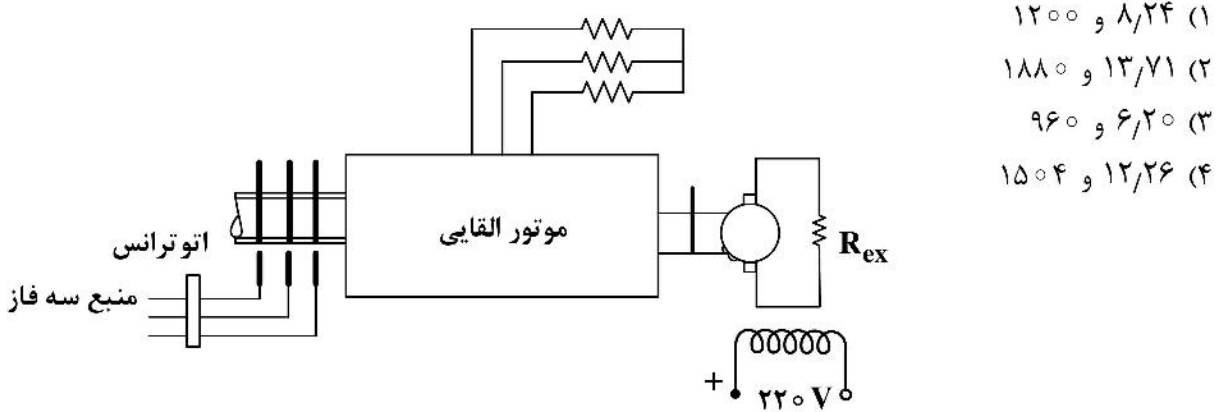 ۱) ۸٫۲۴ و ۱۲۰۰
۲) ۱۳٫۷۱ و ۱۸۸۰
۳) ۶٫۲۰ و ۹۶۰
۴) ۱۲٫۲۶ و ۱۵۰۴
موتور القایی
اتوترانس
منبع سه فاز
R_ex
+ ۲۲۰ V